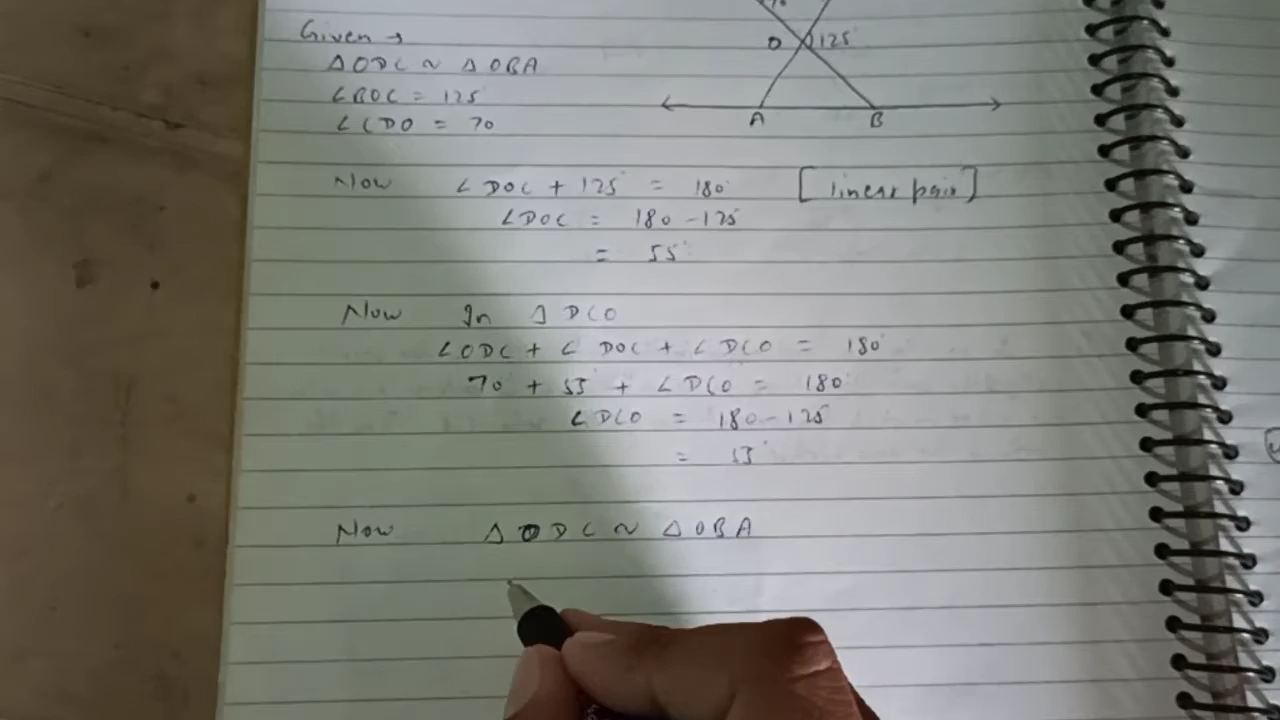 70
Given →
O 125°
Δ ODC ~ Δ OBA
∠BOC = 125°
∠CDO = 70
A B
Now ∠DOC + 125° = 180° [linear pair]
∠DOC = 180 - 125°
= 55°
Now In Δ DCO
∠ODC + ∠DOC + ∠DCO = 180°
70° + 55° + ∠DCO = 180°
∠DCO = 180 - 125°
= 55°
Now Δ ODC ~ Δ OBA